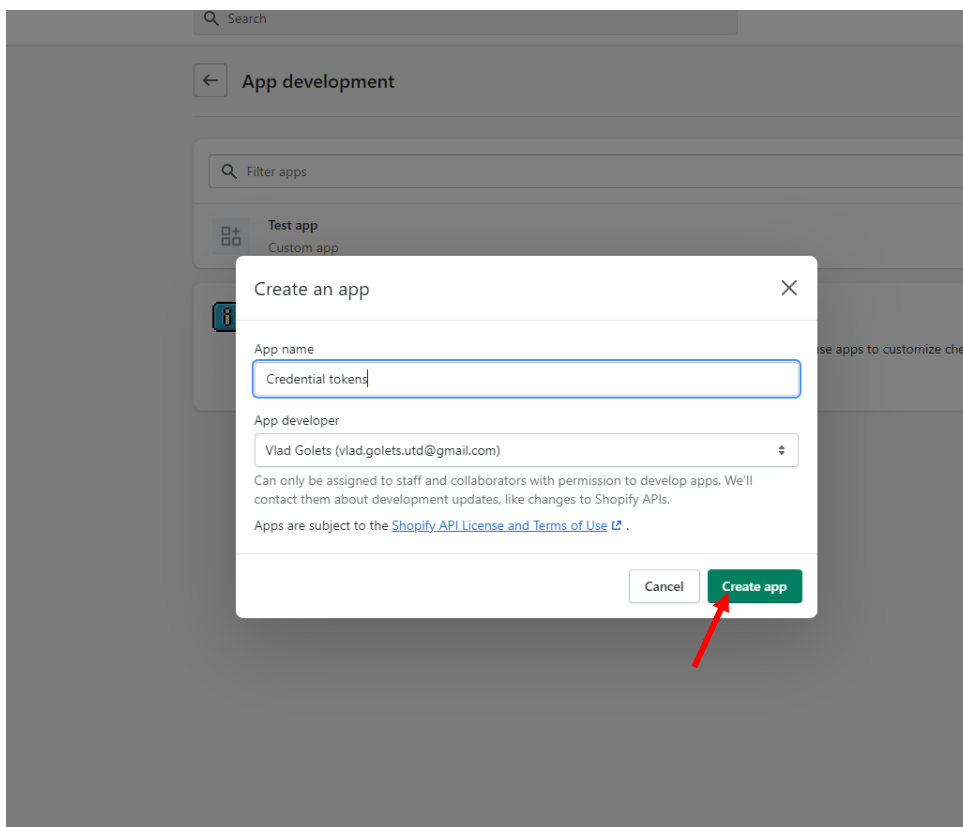 Search
App development
Filter apps
Test app
Custom app
Create an app
App name
Credential tokens
App developer
Vlad Golets (vlad.golets.utd@gmail.com)
Can only be assigned to staff and collaborators with permission to develop apps. We'll
contact them about development updates, like changes to Shopify APIs.
Apps are subject to the Shopify API License and Terms of Use .
Cancel
Create app
use apps to customize che